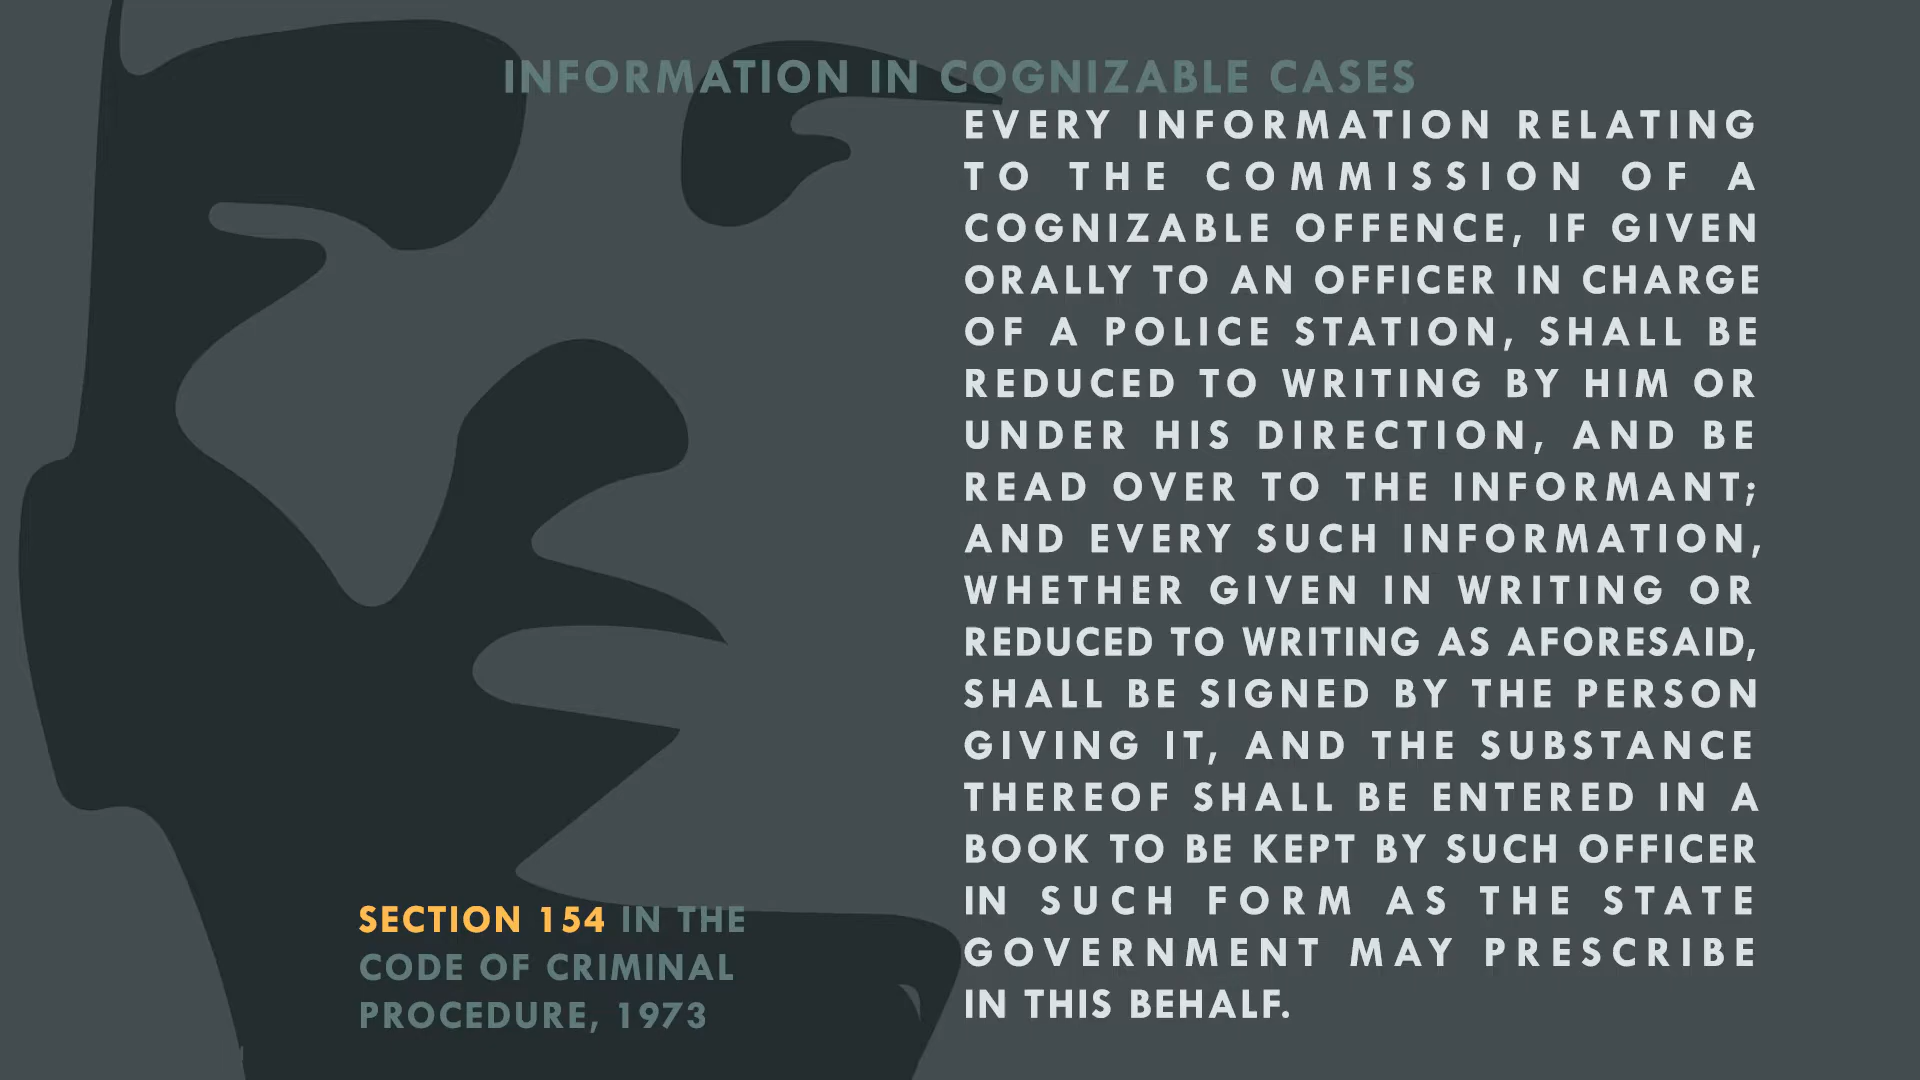 INFORMATION IN COGNIZABLE CASES
EVERY INFORMATION RELATING
TO THE COMMISSION OF A
COGNIZABLE OFFENCE, IF GIVEN
ORALLY TO AN OFFICER IN CHARGE
OF A POLICE STATION, SHALL BE
REDUCED TO WRITING BY HIM OR
UNDER HIS DIRECTION, AND BE
READ OVER TO THE INFORMANT;
AND EVERY SUCH INFORMATION,
WHETHER GIVEN IN WRITING OR
REDUCED TO WRITING AS AFORESAID,
SHALL BE SIGNED BY THE PERSON
GIVING IT, AND THE SUBSTANCE
THEREOF SHALL BE ENTERED IN A
BOOK TO BE KEPT BY SUCH OFFICER
IN SUCH FORM AS THE STATE
GOVERNMENT MAY PRESCRIBE
IN THIS BEHALF.
SECTION 154 IN THE
CODE OF CRIMINAL
PROCEDURE, 1973